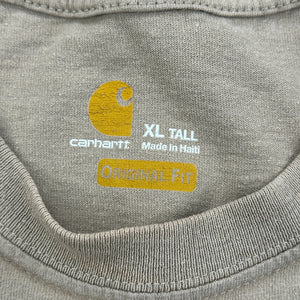 XL TALL
carhartt Made in Haiti
ORIGINAL FIT